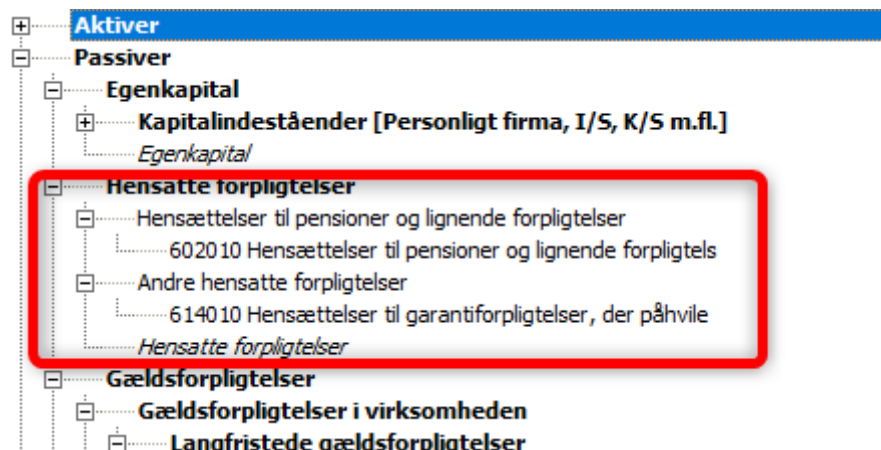 Aktiver
Passiver
Egenkapital
Kapitalindeståender [Personligt firma, I/S, K/S m.fl.]
Egenkapital
Hensatte forpligtelser
Hensættelser til pensioner og lignende forpligtelser
602010 Hensættelser til pensioner og lignende forpligtels
Andre hensatte forpligtelser
614010 Hensættelser til garantiforpligtelser, der påhvile
Hensatte forpligtelser
Gældsforpligtelser
Gældsforpligtelser i virksomheden
Langfristede gældsforpligtelser